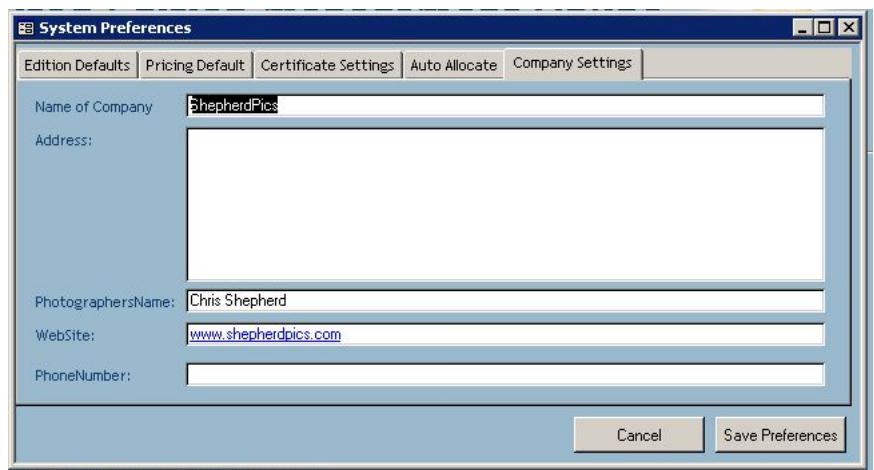 System Preferences
Edition Defaults Pricing Default Certificate Settings Auto Allocate Company Settings
Name of Company ShepherdPics
Address:
PhotographersName: Chris Shepherd
WebSite: www.shepherdpics.com
PhoneNumber:
Cancel Save Preferences